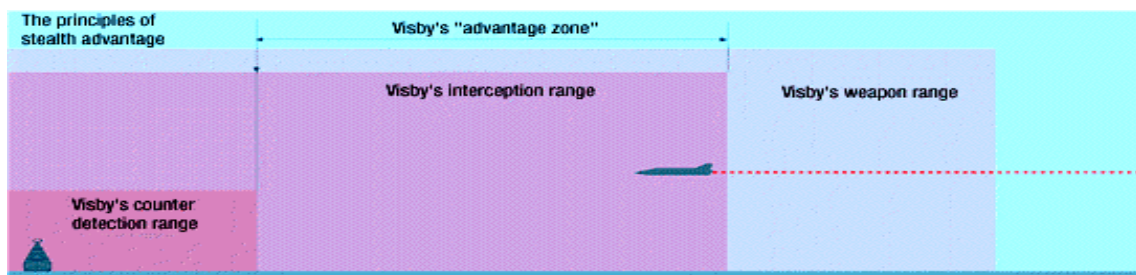 The principles of
stealth advantage
Visby's "advantage zone"
Visby's interception range
Visby's weapon range
Visby's counter
detection range